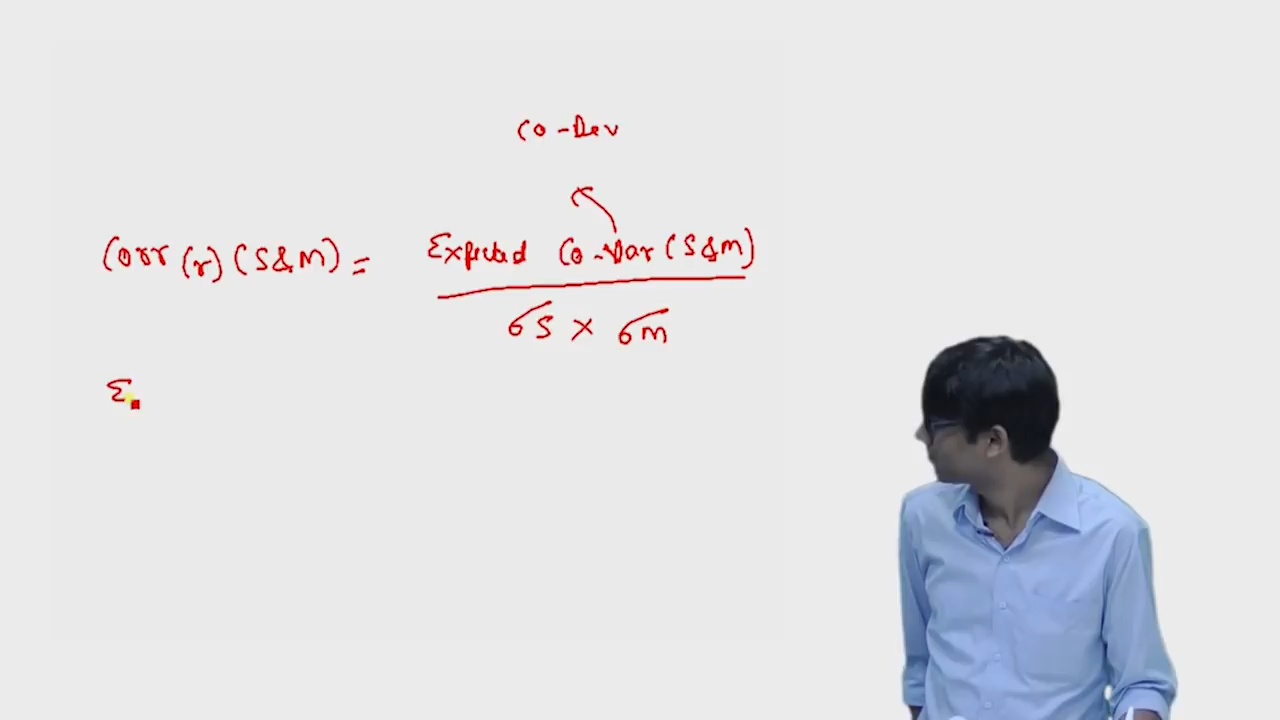 Co-Dev
Corr (r) (S&M) = Expected Co-Var (S&M)
σS × σm
Σ